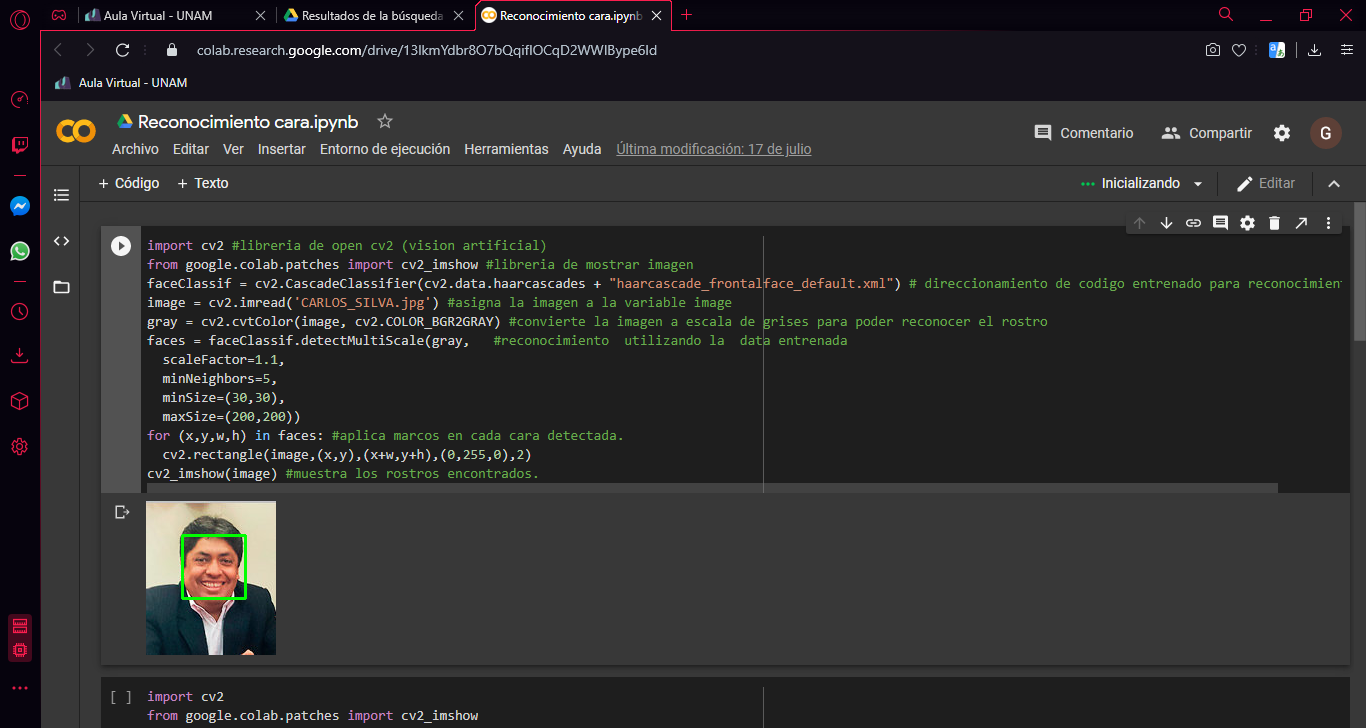 Aula Virtual - UNAM
Resultados de la búsqueda
Reconocimiento cara.ipynb
colab.research.google.com/drive/13lkmYdbr8O7bQqiflOCqD2WWIBype6Id
Aula Virtual - UNAM
Reconocimiento cara.ipynb
Comentario
Compartir
G
Archivo Editar Ver Insertar Entorno de ejecución Herramientas Ayuda Última modificación: 17 de julio
+ Código + Texto
Inicializando
Editar
import cv2 #libreria de open cv2 (vision artificial)
from google.colab.patches import cv2_imshow #libreria de mostrar imagen
faceClassif = cv2.CascadeClassifier(cv2.data.haarcascades + "haarcascade_frontalface_default.xml") # direccionamiento de codigo entrenado para reconocimien
image = cv2.imread('CARLOS_SILVA.jpg') #asigna la imagen a la variable image
gray = cv2.cvtColor(image, cv2.COLOR_BGR2GRAY) #convierte la imagen a escala de grises para poder reconocer el rostro
faces = faceClassif.detectMultiScale(gray,   #reconocimiento  utilizando la  data entrenada
  scaleFactor=1.1,
  minNeighbors=5,
  minSize=(30,30),
  maxSize=(200,200))
for (x,y,w,h) in faces: #aplica marcos en cada cara detectada.
  cv2.rectangle(image,(x,y),(x+w,y+h),(0,255,0),2)
cv2_imshow(image) #muestra los rostros encontrados.
[ ] import cv2
from google.colab.patches import cv2_imshow